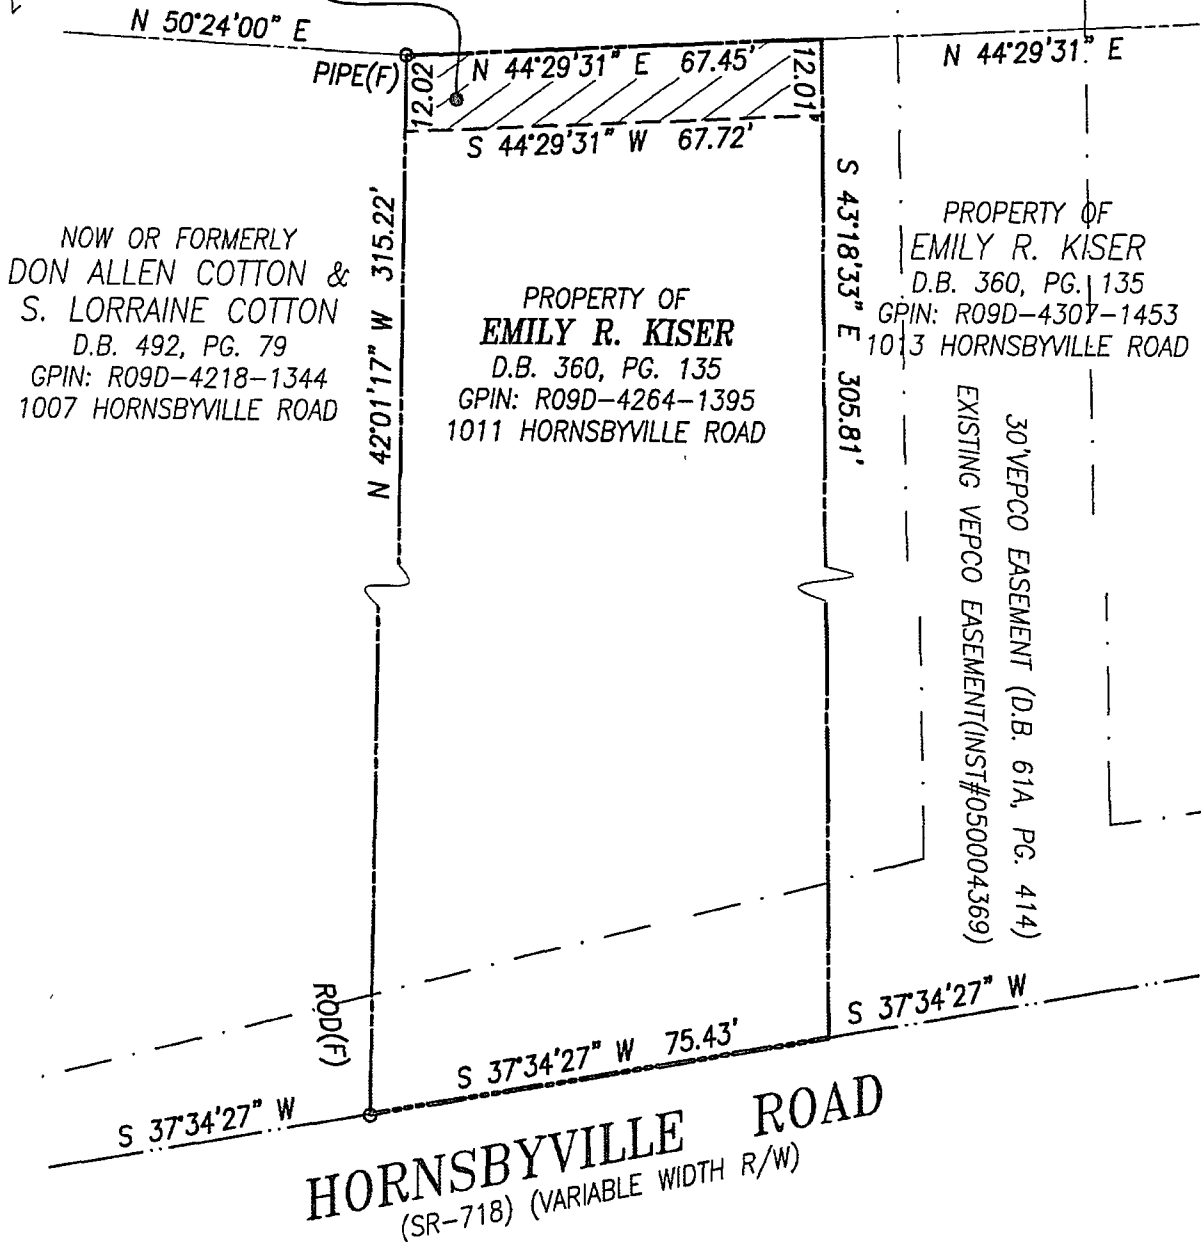 N 50°24'00" E
PIPE(F)
12.02
N 44°29'31" E 67.45'
12.01'
N 44°29'31" E
S 44°29'31" W 67.72'
NOW OR FORMERLY
DON ALLEN COTTON &
S. LORRAINE COTTON
D.B. 492, PG. 79
GPIN: R09D-4218-1344
1007 HORNSBYVILLE ROAD
N 42°01'17" W 315.22'
PROPERTY OF
EMILY R. KISER
D.B. 360, PG. 135
GPIN: R09D-4264-1395
1011 HORNSBYVILLE ROAD
S 43°18'33" E 305.81'
PROPERTY OF
EMILY R. KISER
D.B. 360, PG. 135
GPIN: R09D-4307-1453
1013 HORNSBYVILLE ROAD
30'VEPCO EASEMENT (D.B. 61A, PG. 414)
EXISTING VEPCO EASEMENT(INST#050004369)
ROD(F)
S 37°34'27" W
S 37°34'27" W 75.43'
S 37°34'27" W
HORNSBYVILLE ROAD
(SR-718) (VARIABLE WIDTH R/W)